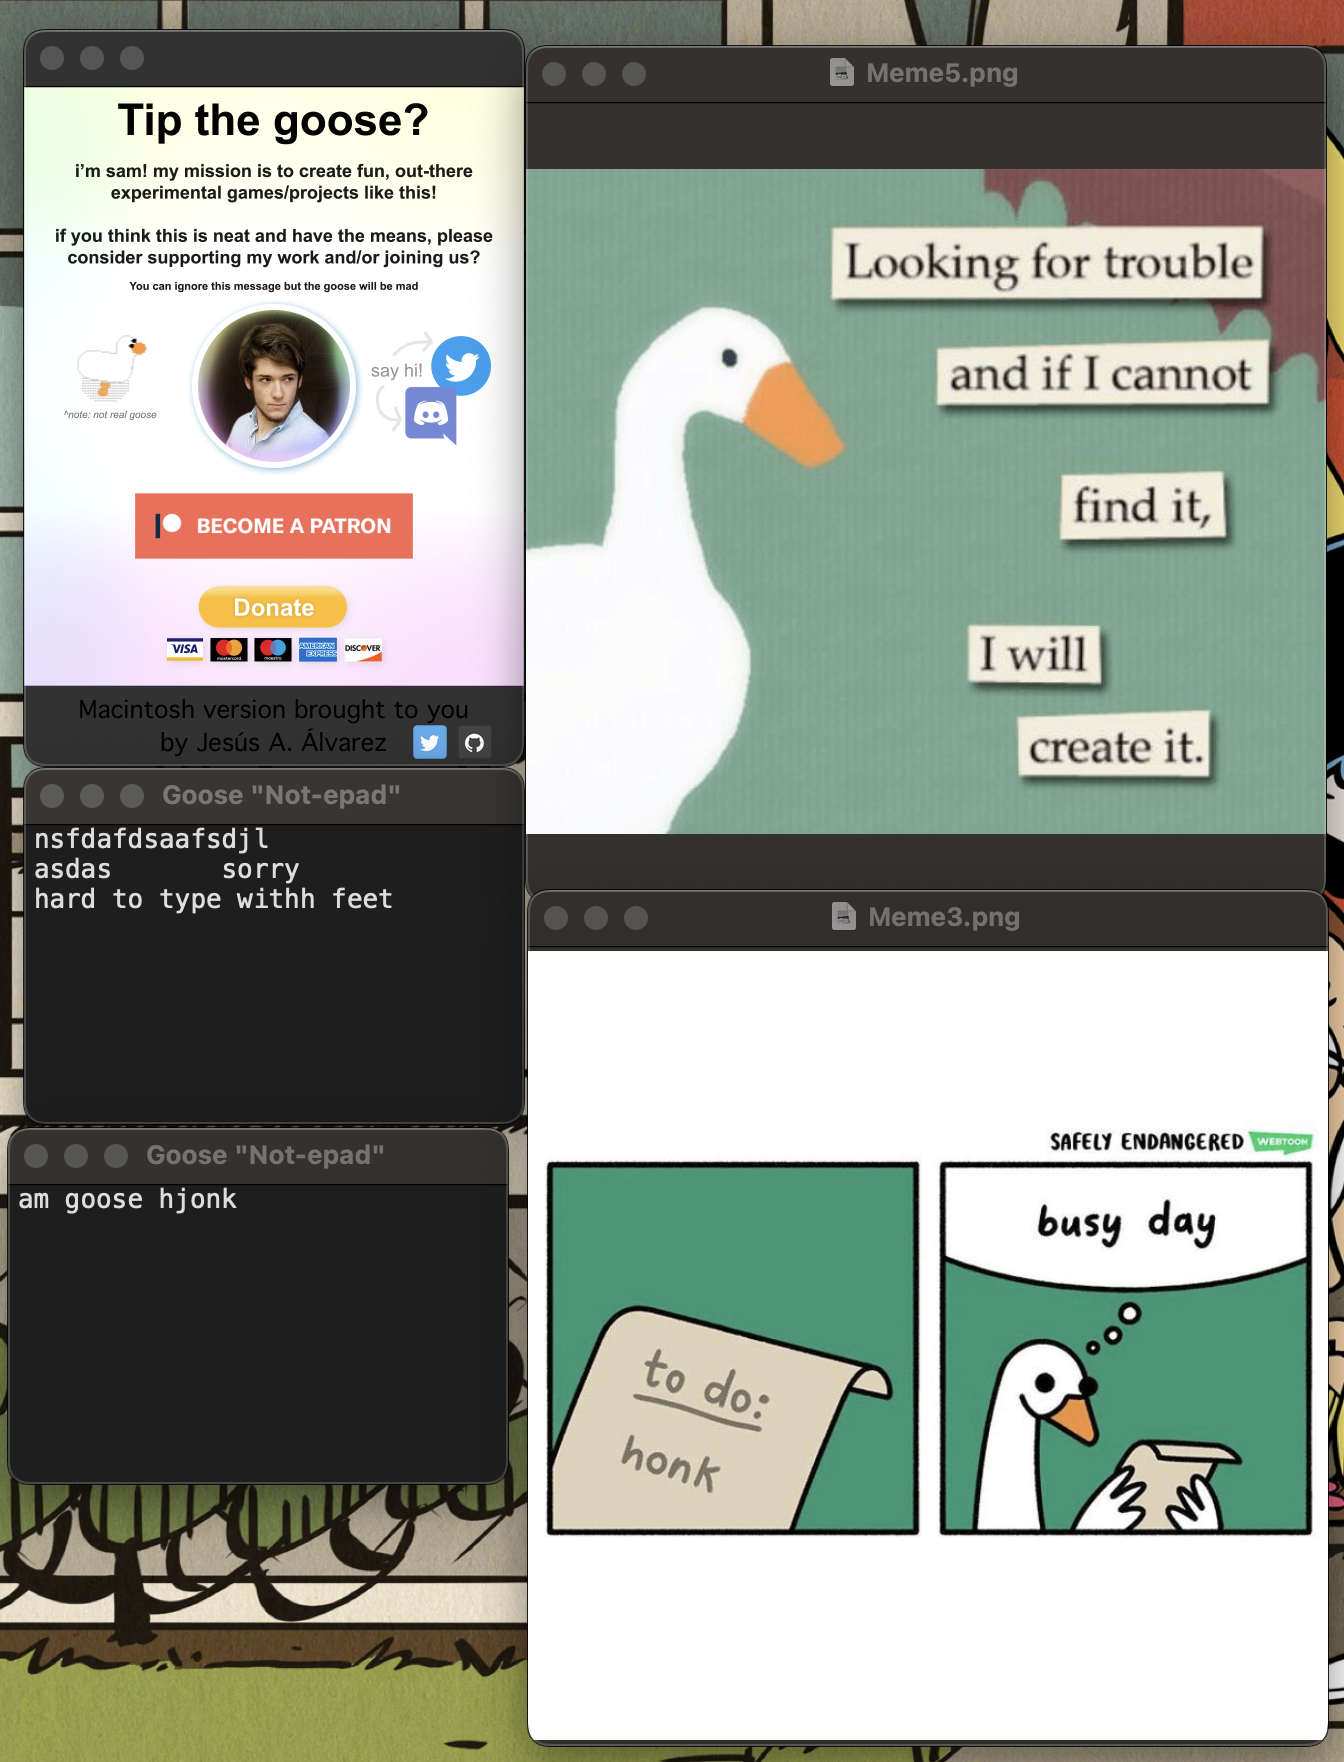 Tip the goose?
i’m sam! my mission is to create fun, out-there
experimental games/projects like this!
if you think this is neat and have the means, please
consider supporting my work and/or joining us?
You can ignore this message but the goose will be mad
say hi!
^note: not real goose
BECOME A PATRON
Donate
VISA
mastercard
maestro
AMERICAN
EXPRESS
DISCOVER
Macintosh version brought to you
by Jesús A. Álvarez
Goose "Not-epad"
nsfdafdsaafsdjl
asdas       sorry
hard to type withh feet
Goose "Not-epad"
am goose hjonk
Meme5.png
Looking for trouble
and if I cannot
find it,
I will
create it.
Meme3.png
SAFELY ENDANGERED WEBTOON
to do:
honk
busy day